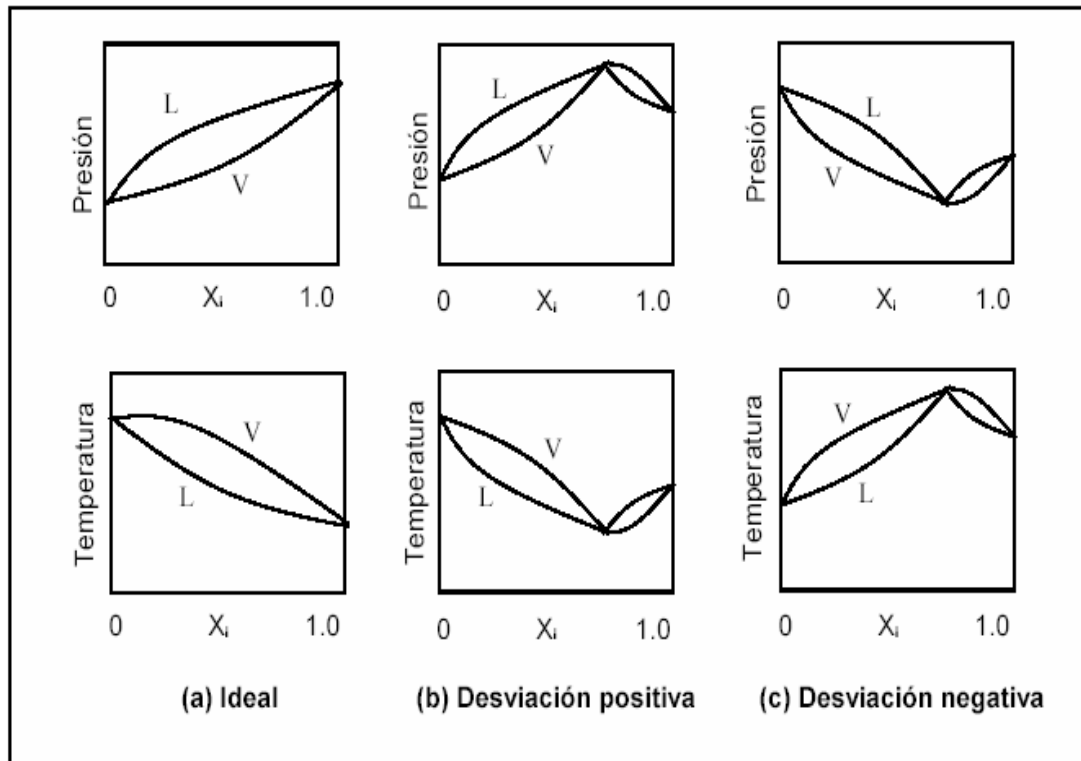 Presión
L
V
0 Xᵢ 1.0
Presión
L
V
0 Xᵢ 1.0
Presión
L
V
0 Xᵢ 1.0
Temperatura
V
L
0 Xᵢ 1.0
Temperatura
V
L
0 Xᵢ 1.0
Temperatura
V
L
0 Xᵢ 1.0
(a) Ideal
(b) Desviación positiva
(c) Desviación negativa